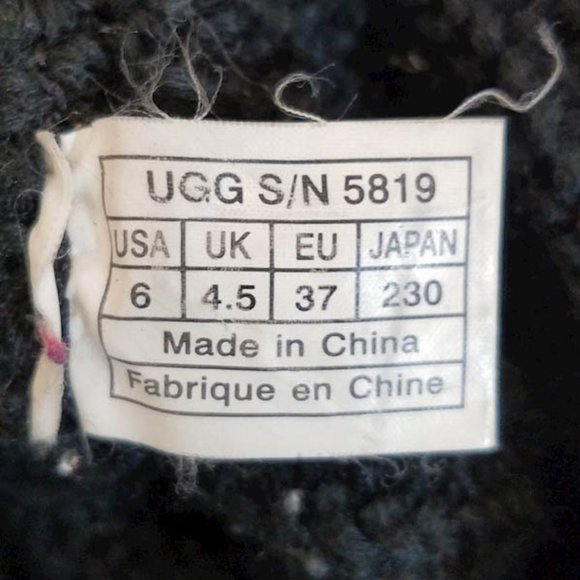 UGG S/N 5819
USA UK EU JAPAN
6 4.5 37 230
Made in China
Fabrique en Chine